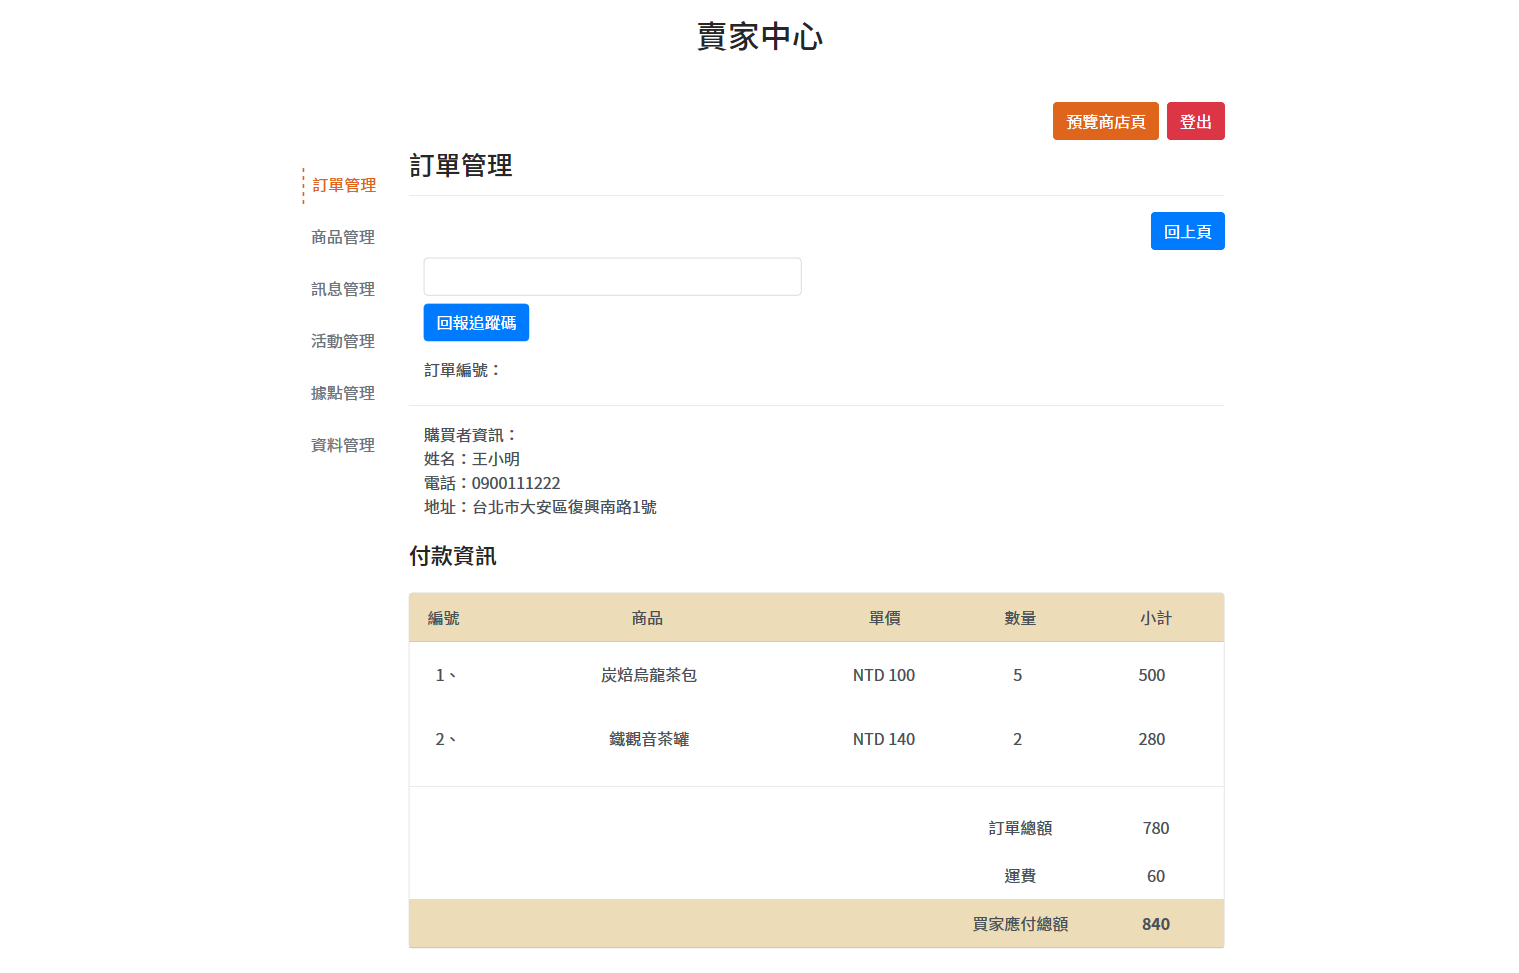 賣家中心
預覽商店頁 登出
訂單管理
商品管理
訊息管理
活動管理
據點管理
資料管理
訂單管理
回上頁
回報追蹤碼
訂單編號：
購買者資訊：
姓名：王小明
電話：0900111222
地址：台北市大安區復興南路1號
付款資訊
編號 商品 單價 數量 小計
1、 炭焙烏龍茶包 NTD 100 5 500
2、 鐵觀音茶罐 NTD 140 2 280
訂單總額 780
運費 60
買家應付總額 840